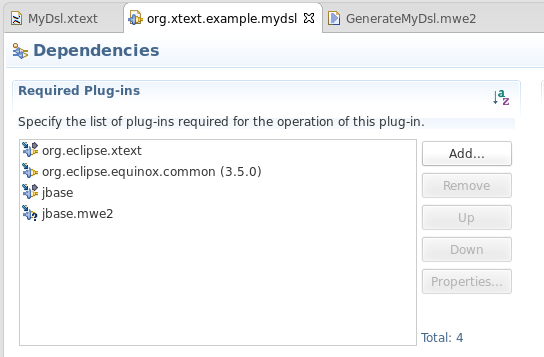 MyDsl.xtext
org.xtext.example.mydsl
GenerateMyDsl.mwe2
Dependencies
Required Plug-ins
Specify the list of plug-ins required for the operation of this plug-in.
org.eclipse.xtext
org.eclipse.equinox.common (3.5.0)
jbase
jbase.mwe2
Add...
Remove
Up
Down
Properties...
Total: 4